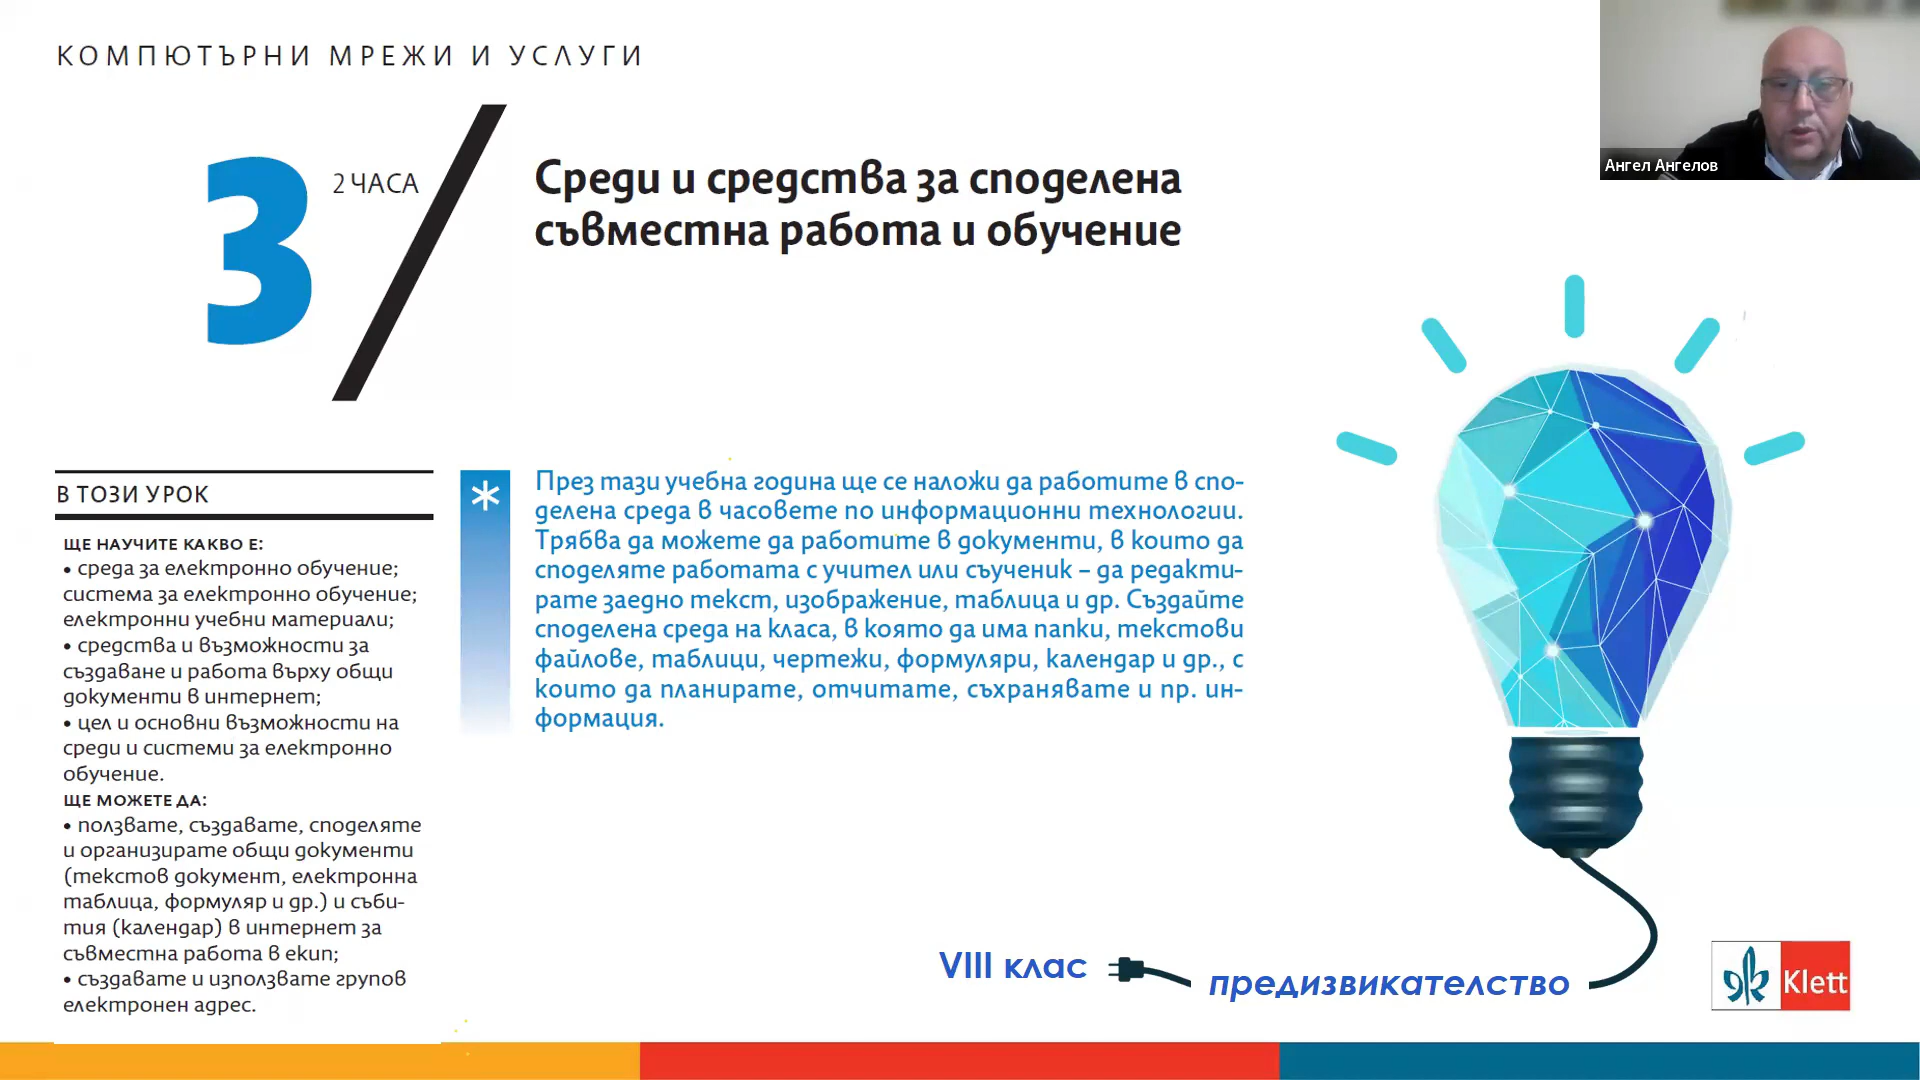 КОМПЮТЪРНИ МРЕЖИ И УСЛУГИ
Ангел Ангелов
3
2 ЧАСА
Среди и средства за споделена
съвместна работа и обучение
В ТОЗИ УРОК
ЩЕ НАУЧИТЕ КАКВО Е:
• среда за електронно обучение;
система за електронно обучение;
електронни учебни материали;
• средства и възможности за
създаване и работа върху общи
документи в интернет;
• цел и основни възможности на
среди и системи за електронно
обучение.
ЩЕ МОЖЕТЕ ДА:
• ползвате, създавате, споделяте
и организирате общи документи
(текстов документ, електронна
таблица, формуляр и др.) и съби-
тия (календар) в интернет за
съвместна работа в екип;
• създавате и използвате групов
електронен адрес.
*
През тази учебна година ще се наложи да работите в спо-
делена среда в часовете по информационни технологии.
Трябва да можете да работите в документи, в които да
споделяте работата с учител или съученик – да редакти-
рате заедно текст, изображение, таблица и др. Създайте
споделена среда на класа, в която да има папки, текстови
файлове, таблици, чертежи, формуляри, календар и др., с
които да планирате, отчитате, съхранявате и пр. ин-
формация.
VIII клас
предизвикателство
Klett